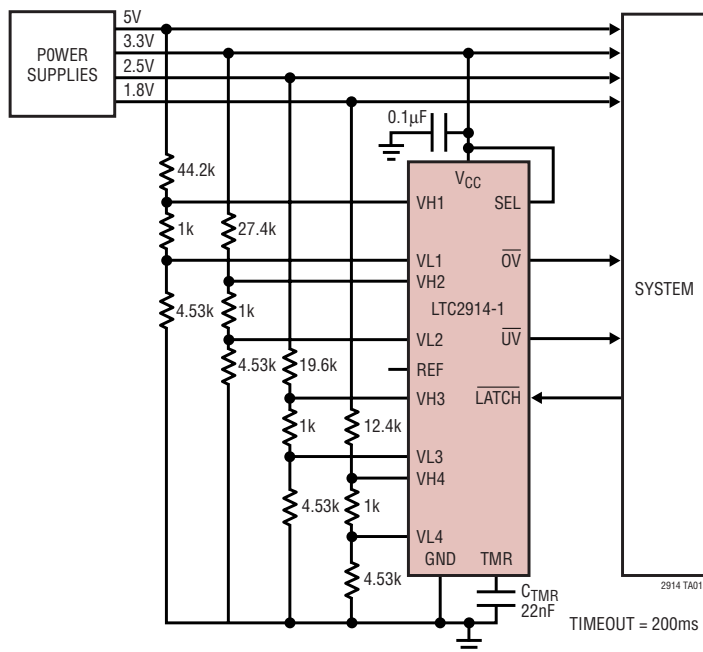 5V
3.3V
2.5V
1.8V
POWER
SUPPLIES
0.1µF
44.2k
1k
4.53k
27.4k
1k
4.53k
19.6k
1k
4.53k
12.4k
1k
4.53k
VCC
SEL
VH1
VL1
OV
VH2
LTC2914-1
VL2
UV
REF
VH3
LATCH
VL3
VH4
VL4
GND
TMR
SYSTEM
CTMR
22nF
TIMEOUT = 200ms
2914 TA01